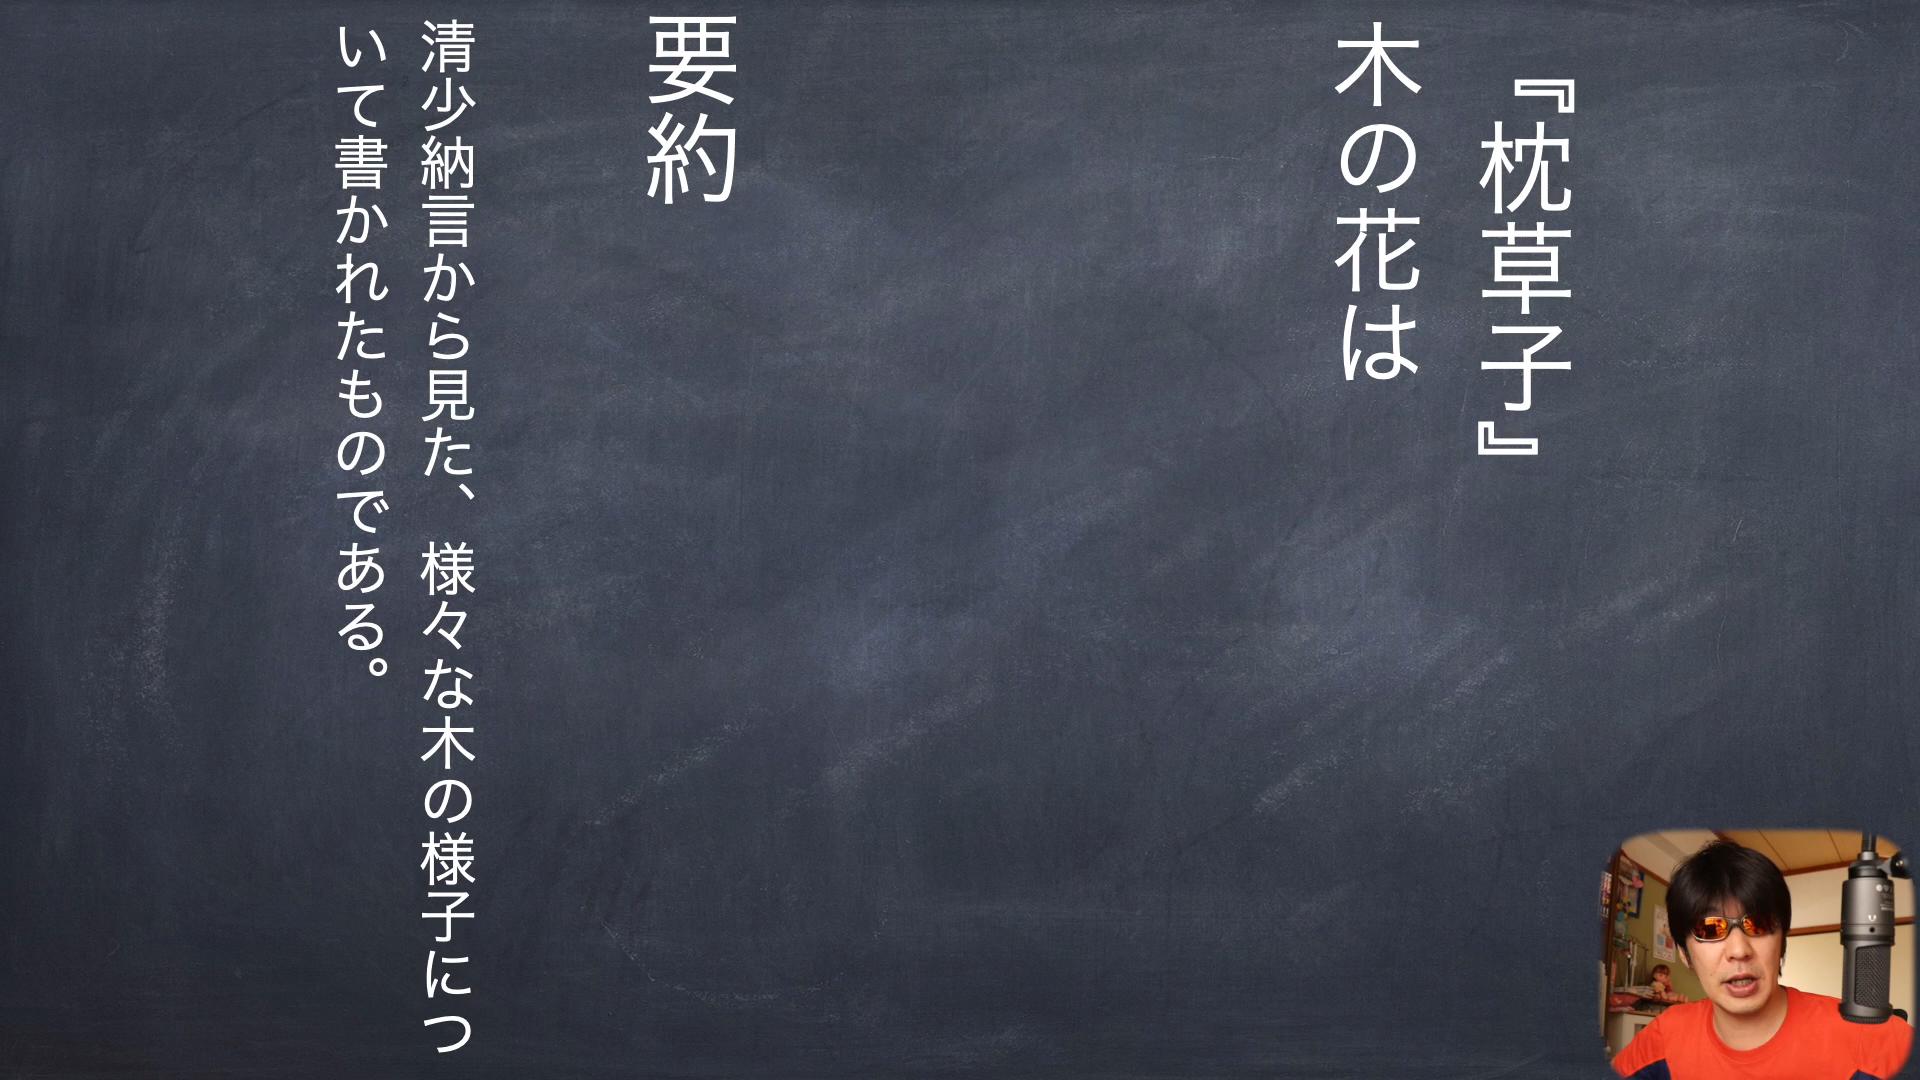 『枕草子』
木の花は
要約
清少納言から見た、様々な木の様子につ
いて書かれたものである。